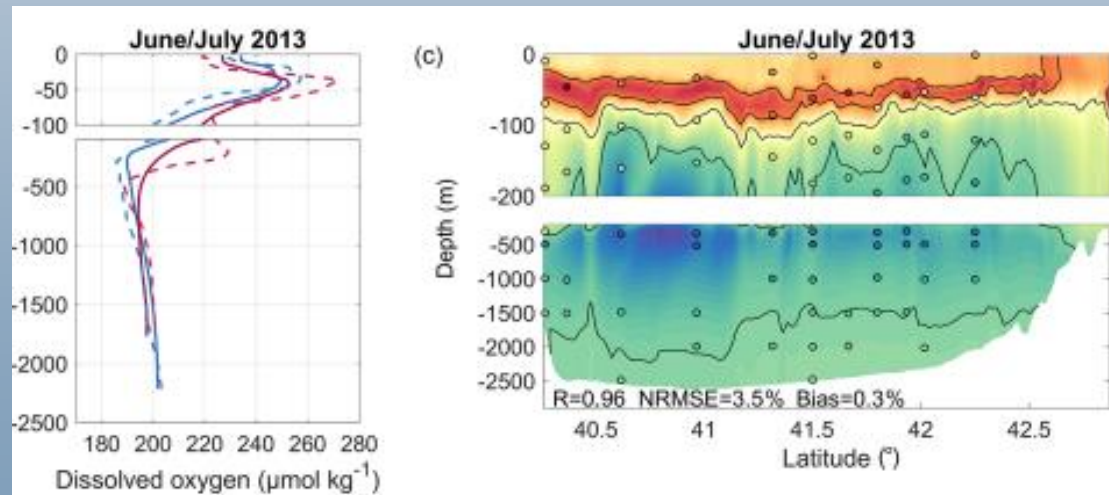 June/July 2013
0
-50
-100
-500
-1000
-1500
-2000
-2500
180 200 220 240 260 280
Dissolved oxygen (µmol kg⁻¹)
(c)
June/July 2013
Depth (m)
0
-100
-200
-500
-1000
-1500
-2000
-2500
R=0.96 NRMSE=3.5% Bias=0.3%
40.5 41 41.5 42 42.5
Latitude (°)